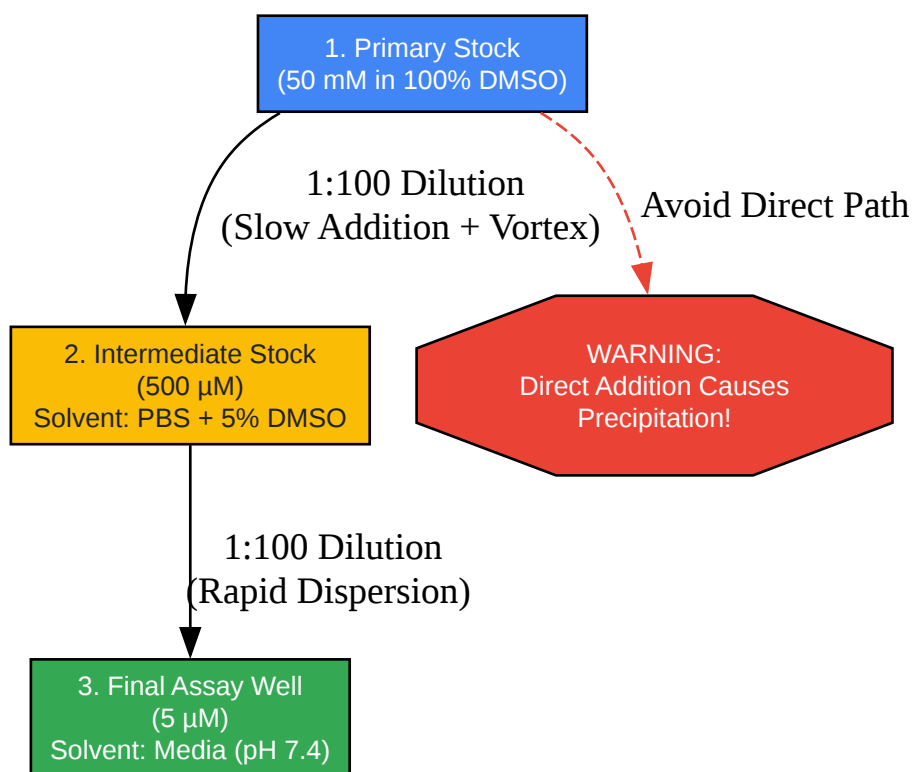 1. Primary Stock
(50 mM in 100% DMSO)
1:100 Dilution
(Slow Addition + Vortex)
Avoid Direct Path
2. Intermediate Stock
(500 µM)
Solvent: PBS + 5% DMSO
WARNING:
Direct Addition Causes
Precipitation!
1:100 Dilution
(Rapid Dispersion)
3. Final Assay Well
(5 µM)
Solvent: Media (pH 7.4)